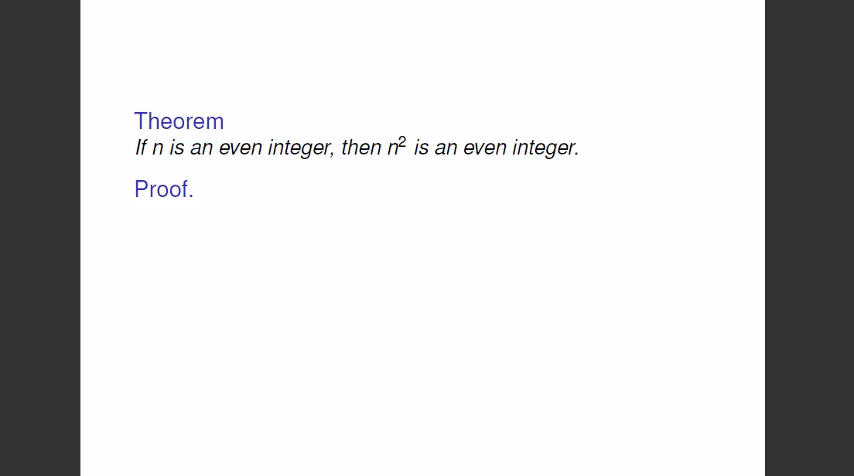 Theorem
If n is an even integer, then n² is an even integer.
Proof.